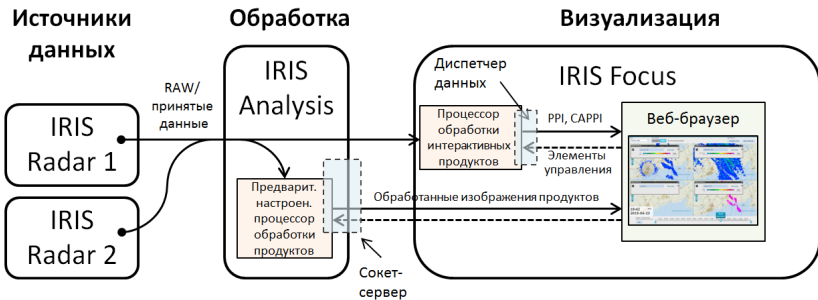 Источники
данных
Обработка
Визуализация
IRIS
Radar 1
IRIS
Radar 2
RAW/
принятые
данные
IRIS
Analysis
Предварит.
настроен.
процессор
обработки
продуктов
Сокет-
сервер
Диспетчер
данных
IRIS Focus
Процессор
обработки
интерактивных
продуктов
PPI, CAPPI
Элементы
управления
Обработанные изображения продуктов
Веб-браузер